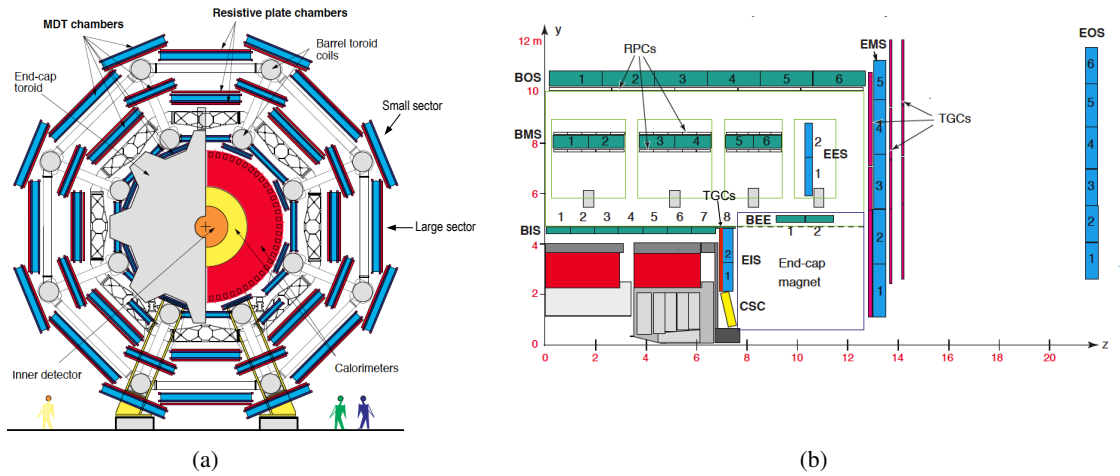 MDT chambers
Resistive plate chambers
Barrel toroid
coils
End-cap
toroid
Small sector
Large sector
Inner detector
Calorimeters
(a)
y
12 m
RPCs
EMS
EOS
BOS
1 2 3 4 5 6
10
BMS
1 2 3 4 5 6
8
EES
2
1
TGCs
5
4
3
2
1
6
5
4
3
2
1
6
TGCs
1 2 3 4 5 6 7 8
BEE
1 2
BIS
4
EIS
2
1
End-cap
magnet
CSC
2
0
0 2 4 6 8 10 12 14 16 18 20
z
(b)